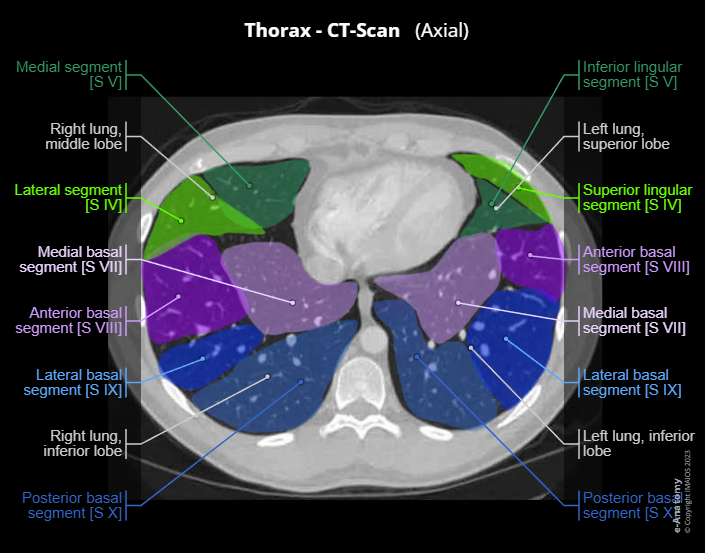 Thorax - CT-Scan (Axial)
Medial segment
[S V]
Right lung,
middle lobe
Lateral segment
[S IV]
Medial basal
segment [S VII]
Anterior basal
segment [S VIII]
Lateral basal
segment [S IX]
Right lung,
inferior lobe
Posterior basal
segment [S X]
Inferior lingular
segment [S V]
Left lung,
superior lobe
Superior lingular
segment [S IV]
Anterior basal
segment [S VIII]
Medial basal
segment [S VII]
Lateral basal
segment [S IX]
Left lung, inferior
lobe
Posterior basal
segment [S X]
e-Anatomy
© Copyright IMAIOS 2023